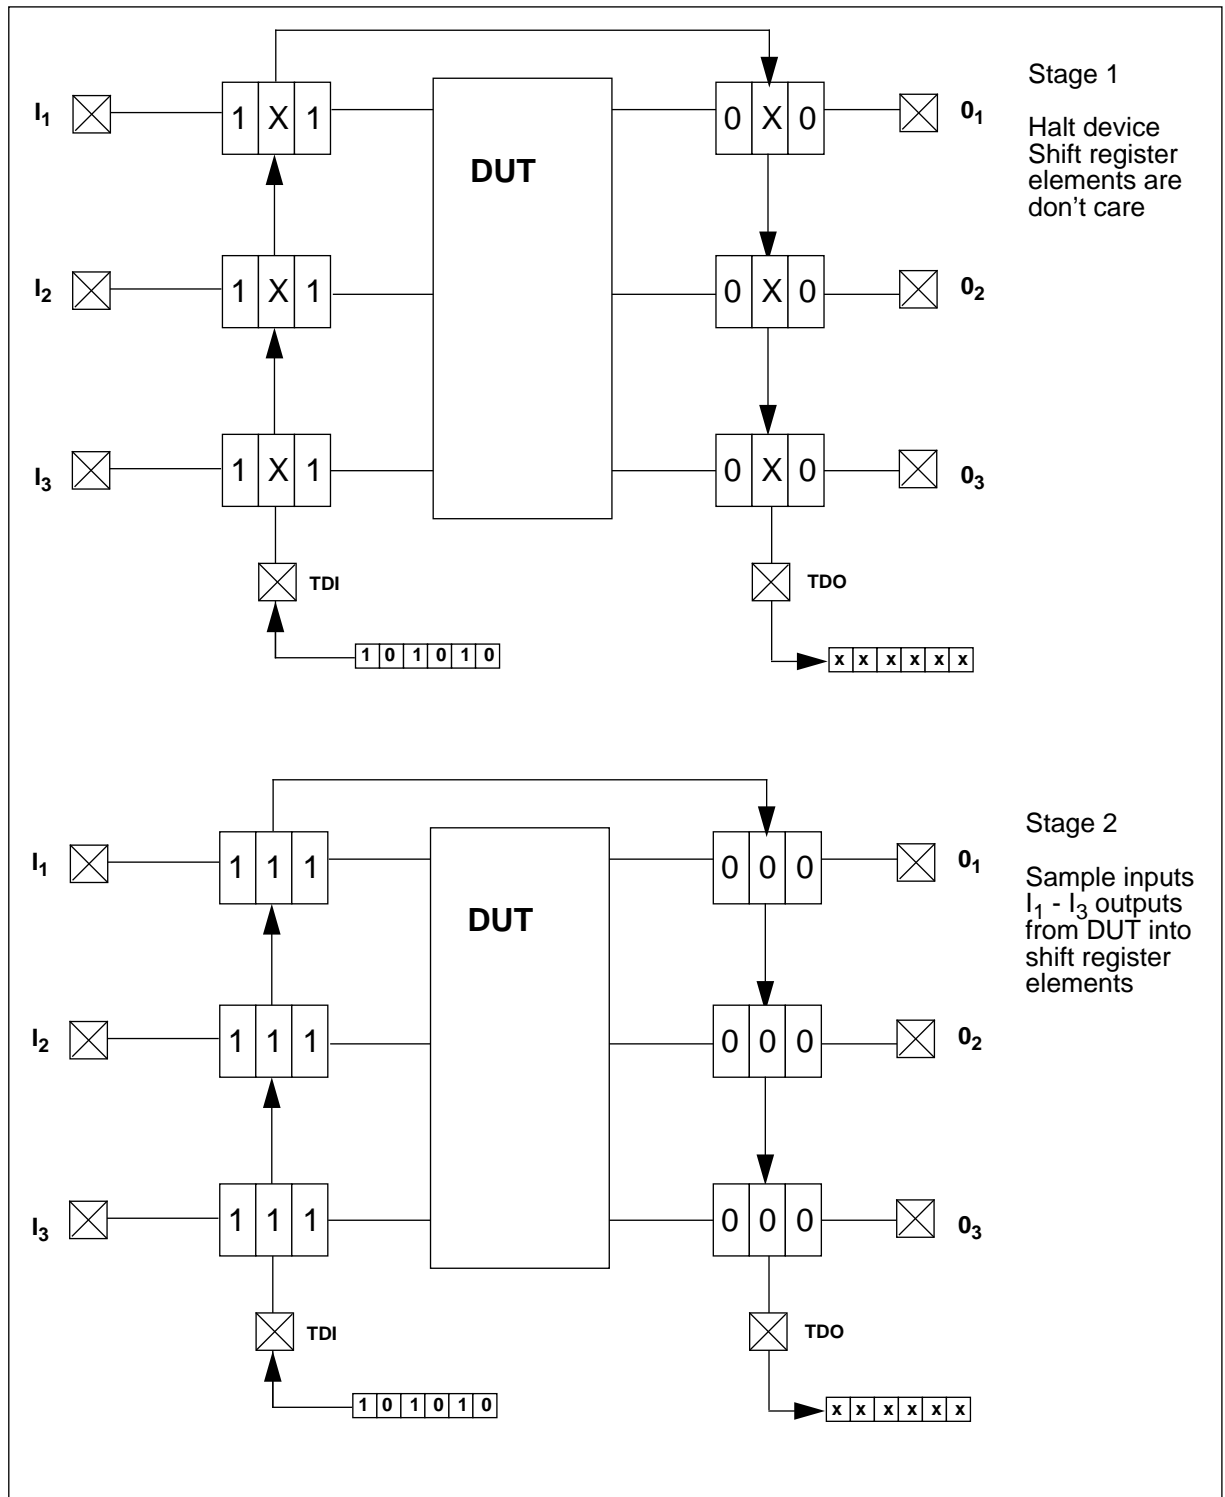 Stage 1
I1 1 X 1 0 X 0 01
Halt device
Shift register
elements are
don't care
DUT
I2 1 X 1 0 X 0 02
I3 1 X 1 0 X 0 03
TDI TDO
1 0 1 0 1 0 x x x x x x
Stage 2
I1 1 1 1 0 0 0 01
Sample inputs
I1 - I3 outputs
from DUT into
shift register
elements
DUT
I2 1 1 1 0 0 0 02
I3 1 1 1 0 0 0 03
TDI TDO
1 0 1 0 1 0 x x x x x x